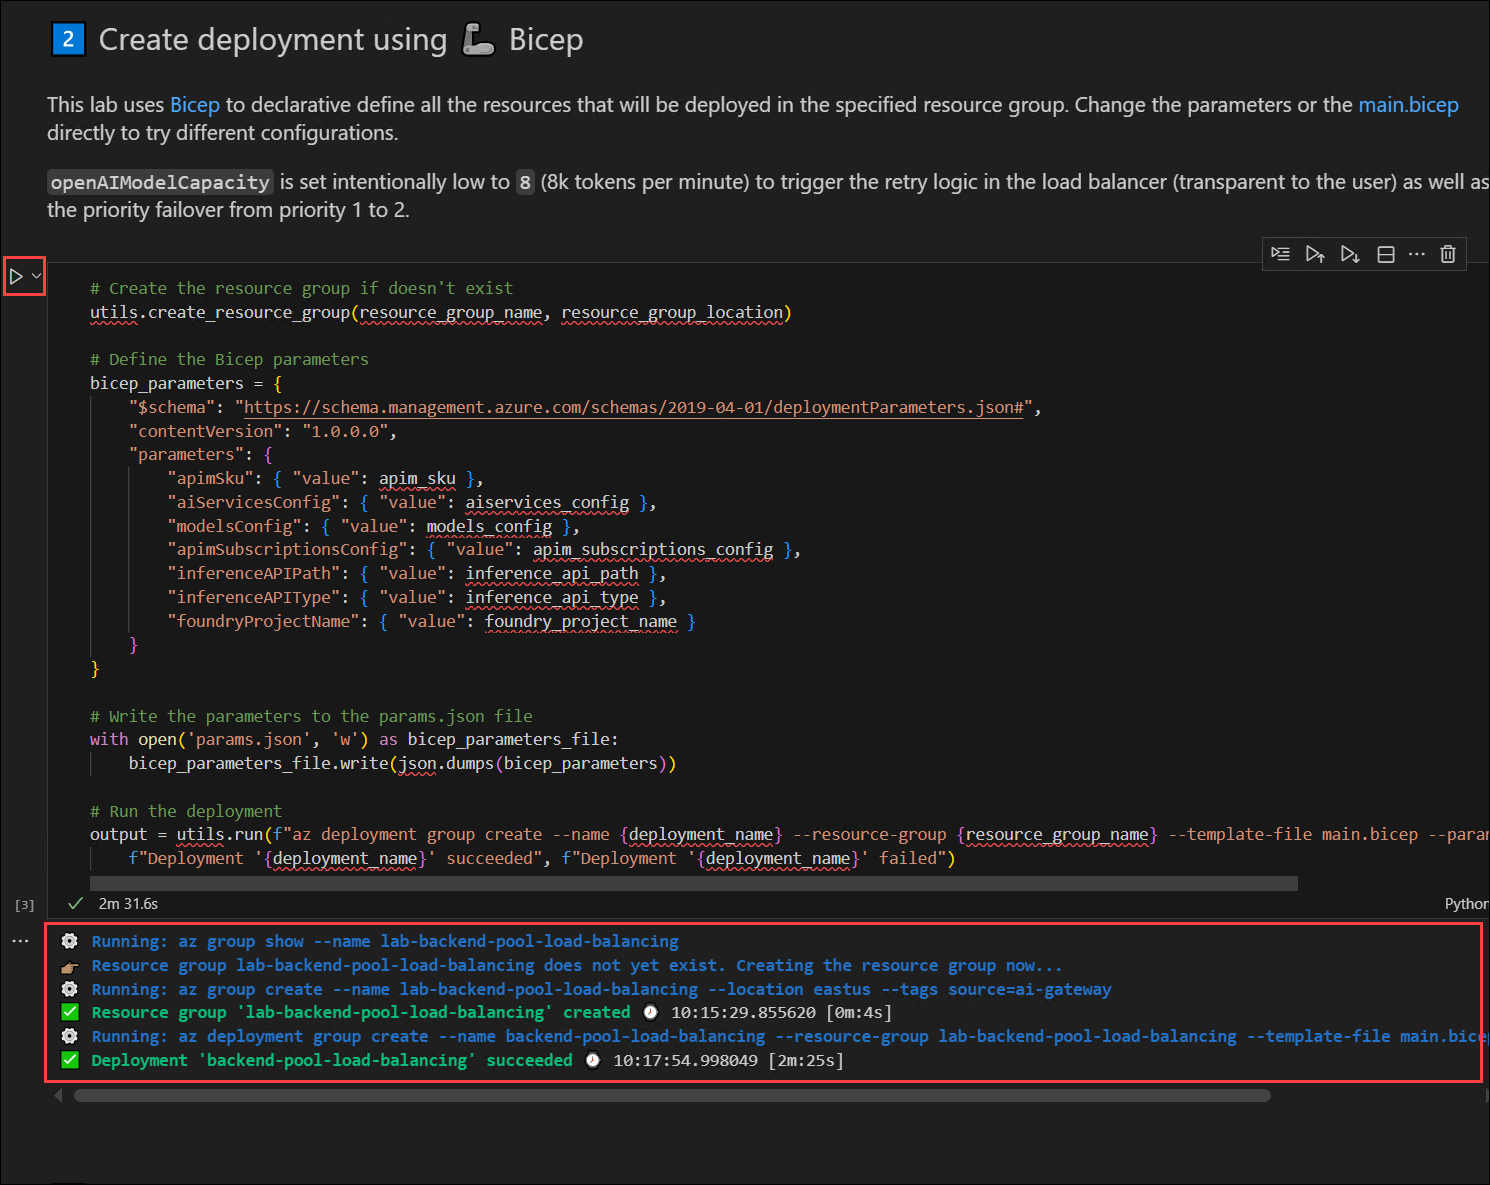 2 Create deployment using Bicep
This lab uses Bicep to declarative define all the resources that will be deployed in the specified resource group. Change the parameters or the main.bicep
directly to try different configurations.
openAIModelCapacity is set intentionally low to 8 (8k tokens per minute) to trigger the retry logic in the load balancer (transparent to the user) as well as
the priority failover from priority 1 to 2.
# Create the resource group if doesn't exist
utils.create_resource_group(resource_group_name, resource_group_location)
# Define the Bicep parameters
bicep_parameters = {
"$schema": "https://schema.management.azure.com/schemas/2019-04-01/deploymentParameters.json#",
"contentVersion": "1.0.0.0",
"parameters": {
"apimSku": { "value": apim_sku },
"aiServicesConfig": { "value": aiservices_config },
"modelsConfig": { "value": models_config },
"apimSubscriptionsConfig": { "value": apim_subscriptions_config },
"inferenceAPIPath": { "value": inference_api_path },
"inferenceAPIType": { "value": inference_api_type },
"foundryProjectName": { "value": foundry_project_name }
}
}
# Write the parameters to the params.json file
with open('params.json', 'w') as bicep_parameters_file:
bicep_parameters_file.write(json.dumps(bicep_parameters))
# Run the deployment
output = utils.run(f"az deployment group create --name {deployment_name} --resource-group {resource_group_name} --template-file main.bicep --para
f"Deployment '{deployment_name}' succeeded", f"Deployment '{deployment_name}' failed")
[3] 2m 31.6s Python
Running: az group show --name lab-backend-pool-load-balancing
Resource group lab-backend-pool-load-balancing does not yet exist. Creating the resource group now...
Running: az group create --name lab-backend-pool-load-balancing --location eastus --tags source=ai-gateway
Resource group 'lab-backend-pool-load-balancing' created 10:15:29.855620 [0m:4s]
Running: az deployment group create --name backend-pool-load-balancing --resource-group lab-backend-pool-load-balancing --template-file main.bice
Deployment 'backend-pool-load-balancing' succeeded 10:17:54.998049 [2m:25s]